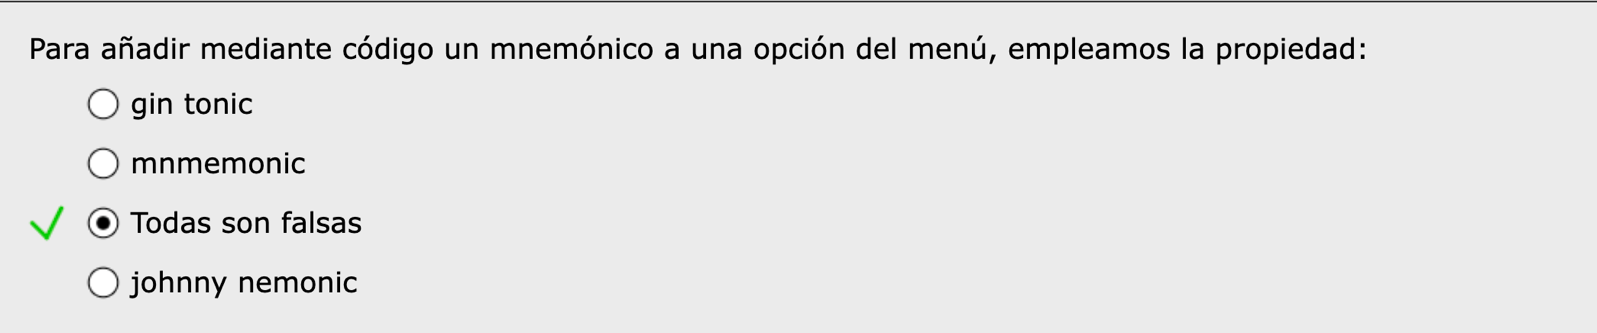 Para añadir mediante código un mnemónico a una opción del menú, empleamos la propiedad:
gin tonic
mnmemonic
Todas son falsas
johnny nemonic